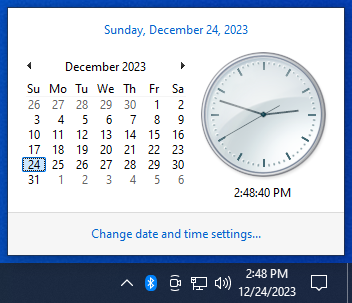 Sunday, December 24, 2023
December 2023
Su Mo Tu We Th Fr Sa
26 27 28 29 30 1 2
3 4 5 6 7 8 9
10 11 12 13 14 15 16
17 18 19 20 21 22 23
24 25 26 27 28 29 30
31 1 2 3 4 5 6
2:48:40 PM
Change date and time settings...
2:48 PM
12/24/2023